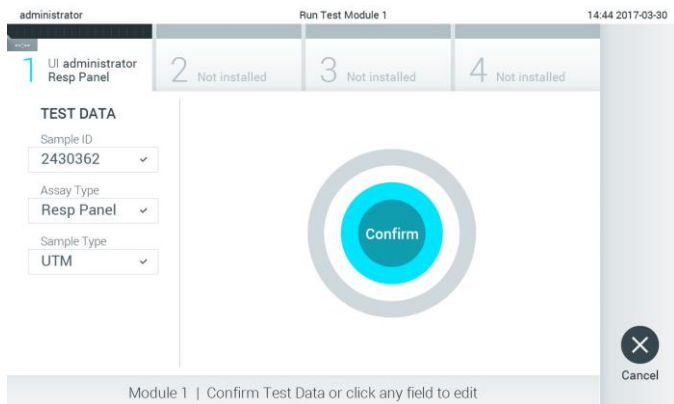 administrator
Run Test Module 1
14:44 2017-03-30
--:--
1 UI administrator
Resp Panel
2 Not installed
3 Not installed
4 Not installed
TEST DATA
Sample ID
2430362
Assay Type
Resp Panel
Sample Type
UTM
Confirm
Cancel
Module 1 | Confirm Test Data or click any field to edit